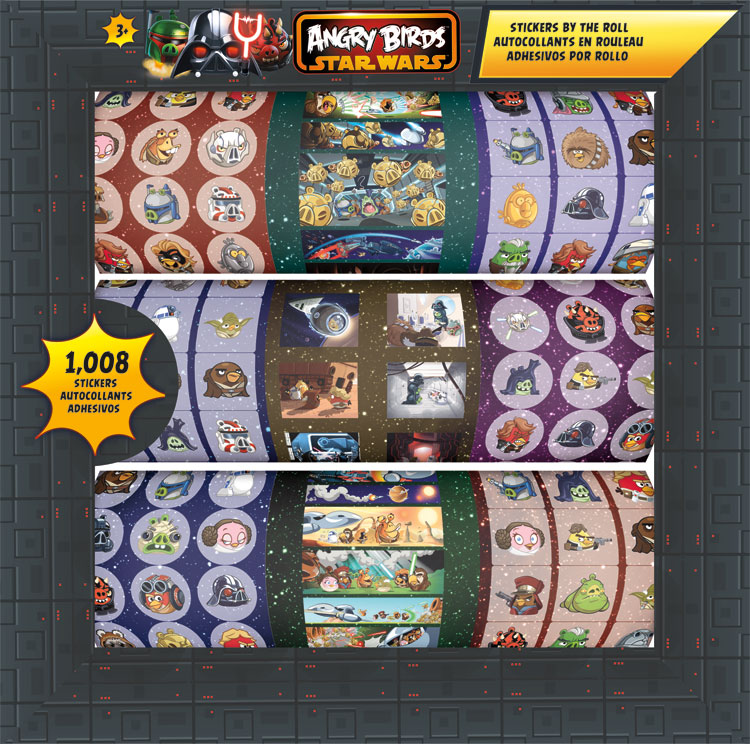 3+
ANGRY BIRDS
STAR WARS
STICKERS BY THE ROLL
AUTOCOLLANTS EN ROULEAU
ADHESIVOS POR ROLLO
1,008
STICKERS
AUTOCOLLANTS
ADHESIVOS